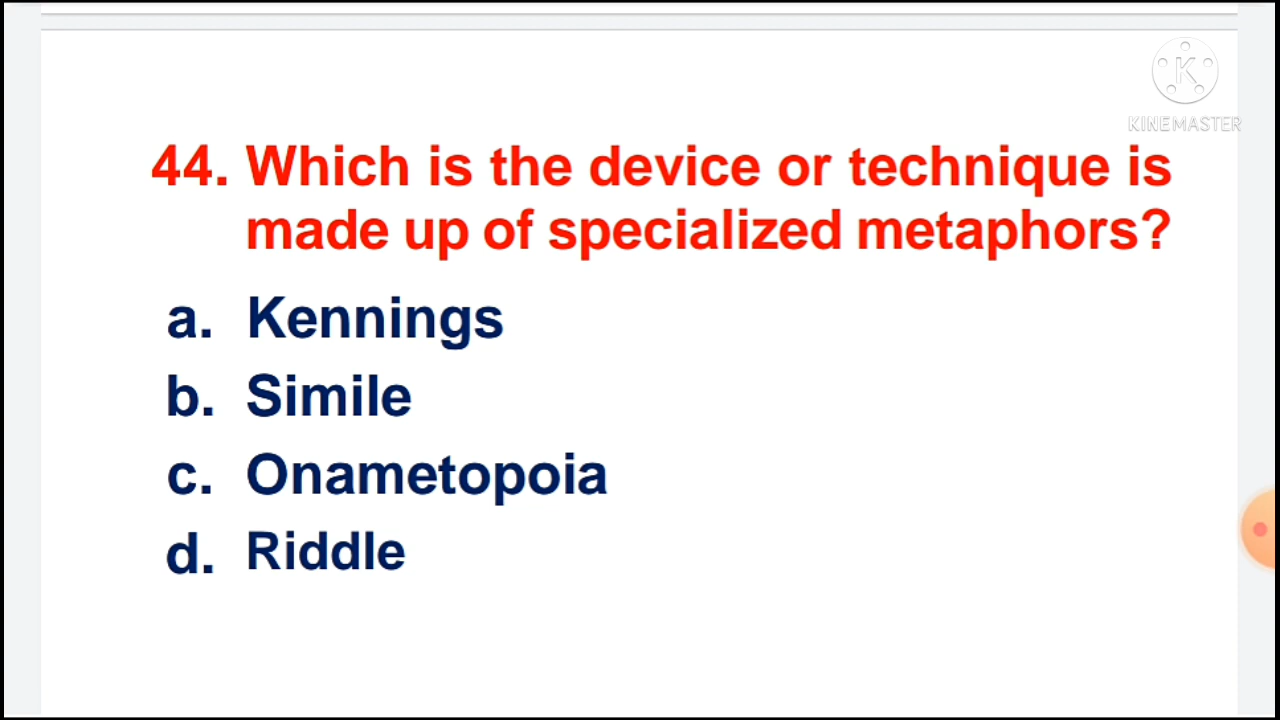 K
KINEMASTER
44. Which is the device or technique is
made up of specialized metaphors?
a. Kennings
b. Simile
c. Onametopoia
d. Riddle